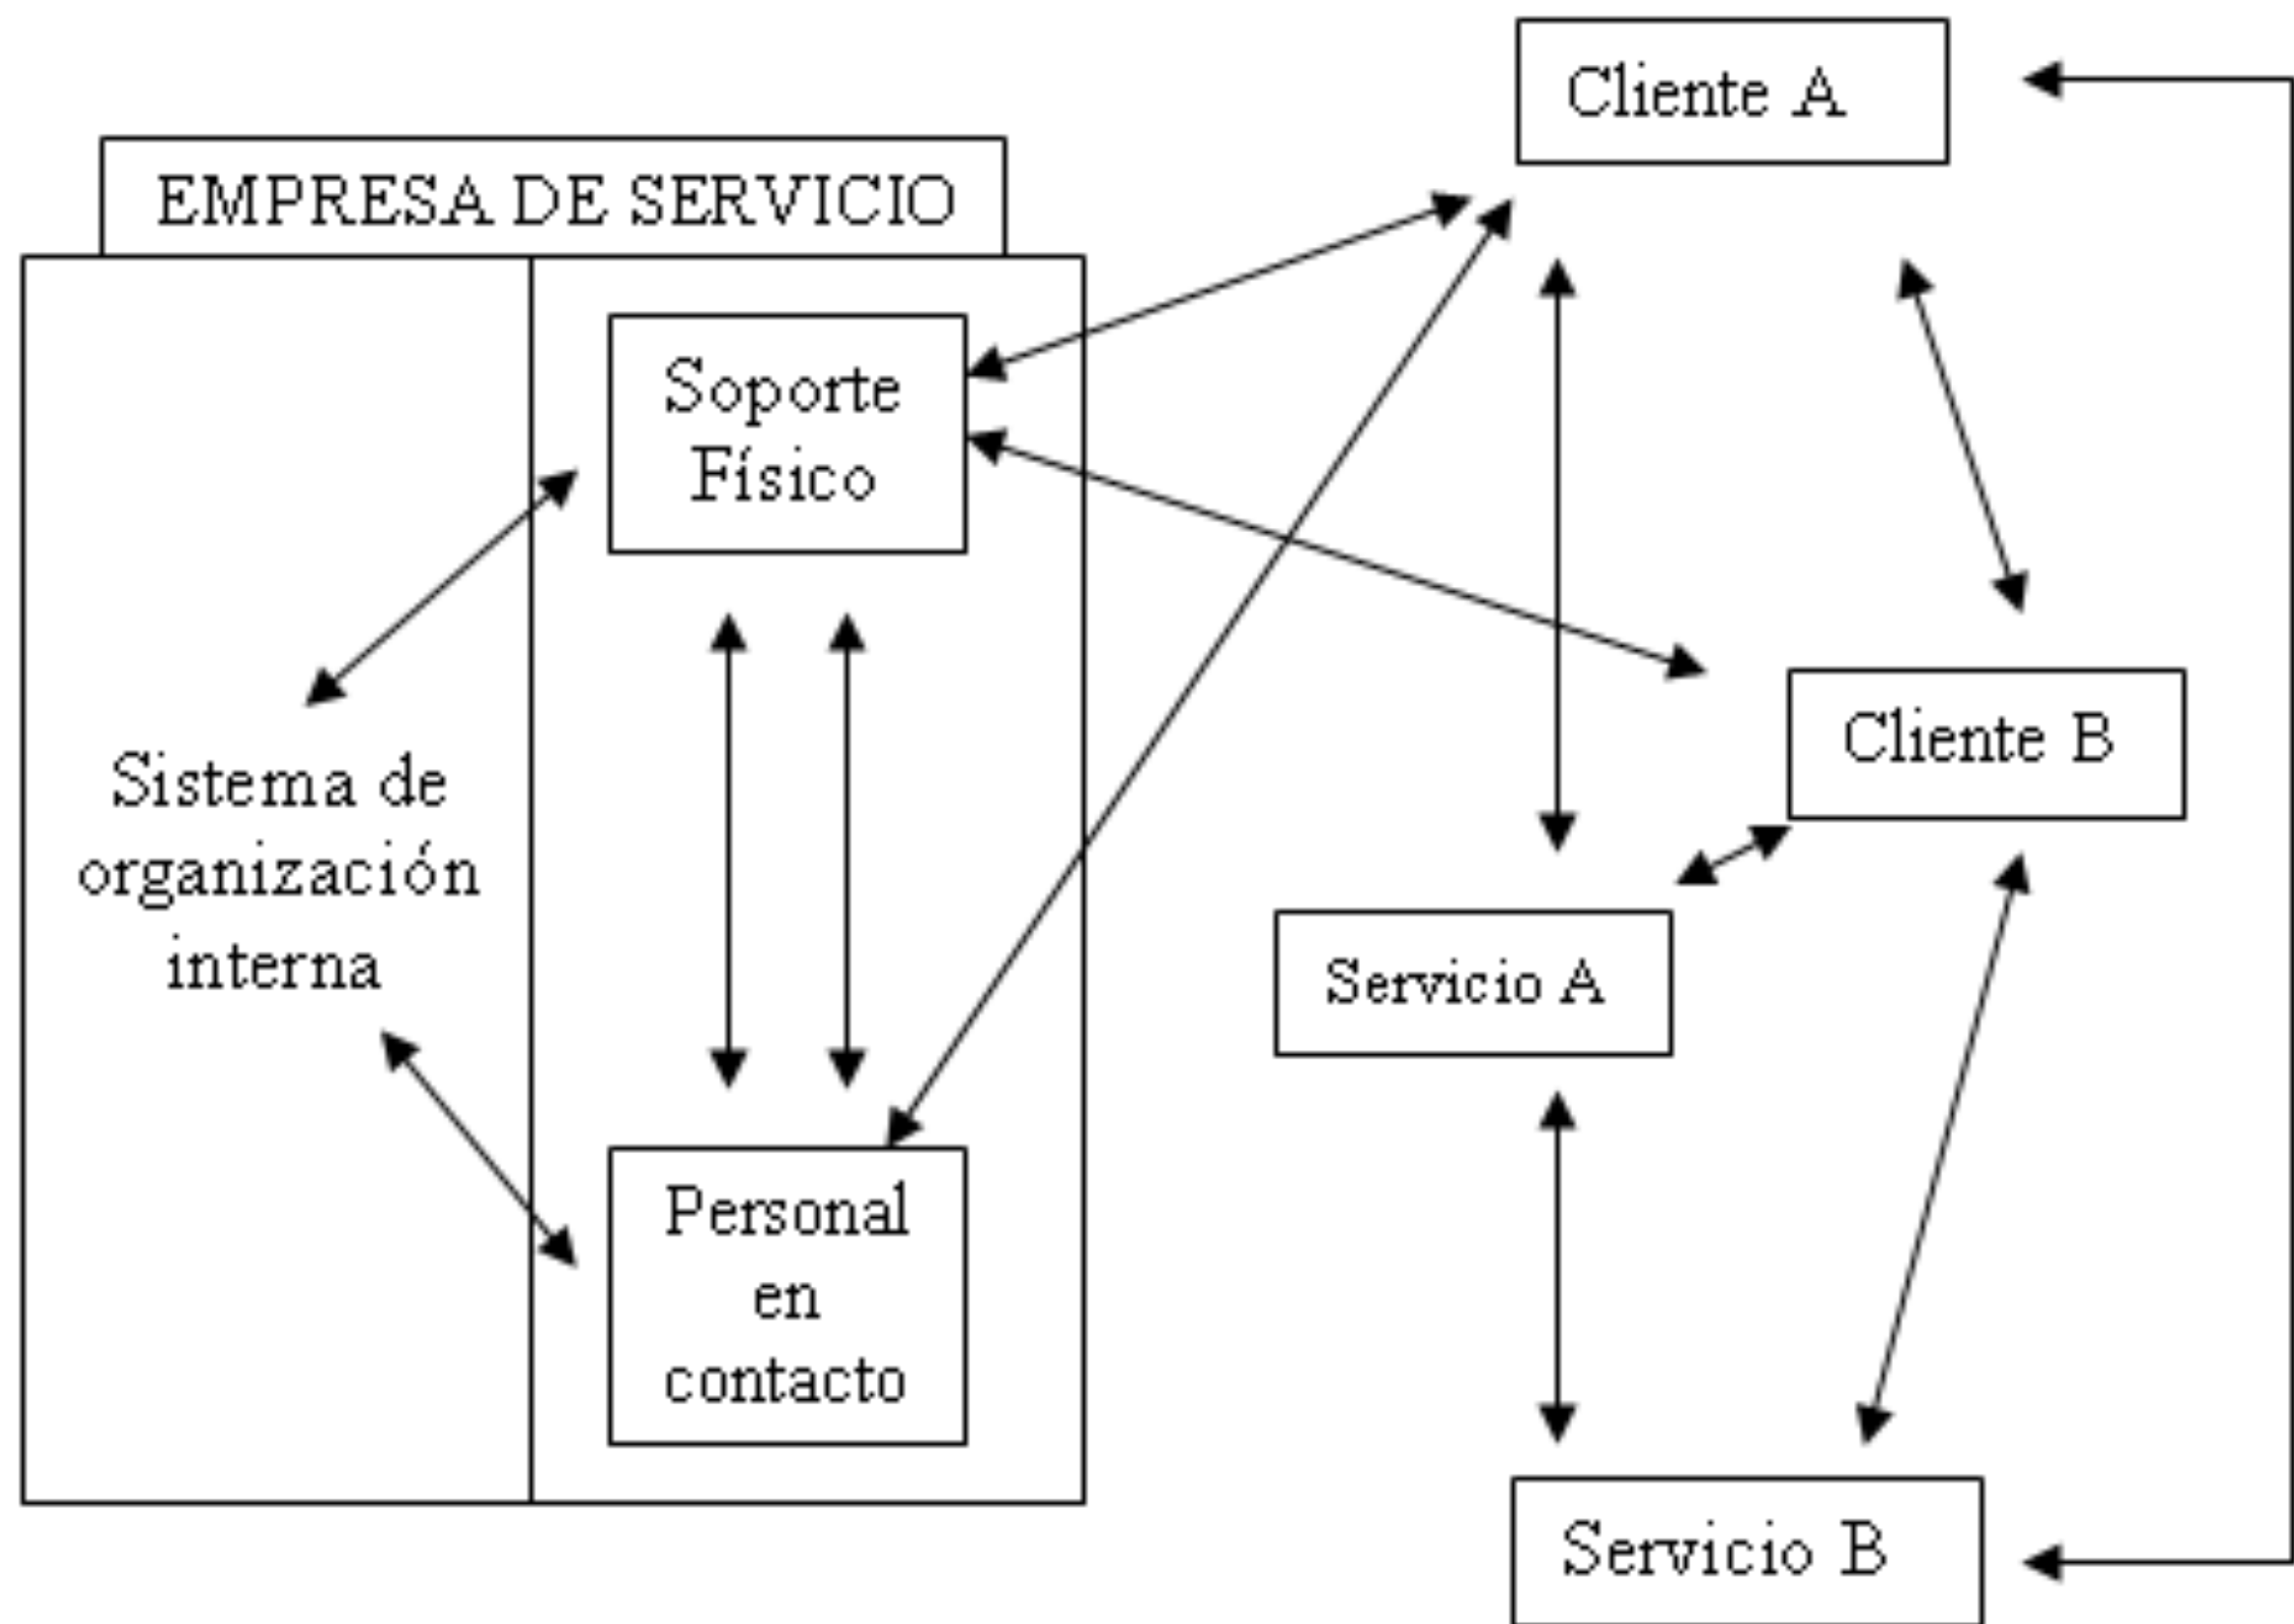 Cliente A
EMPRESA DE SERVICIO
Soporte
Físico
Sistema de
organización
interna
Cliente B
Servicio A
Personal
en
contacto
Servicio B